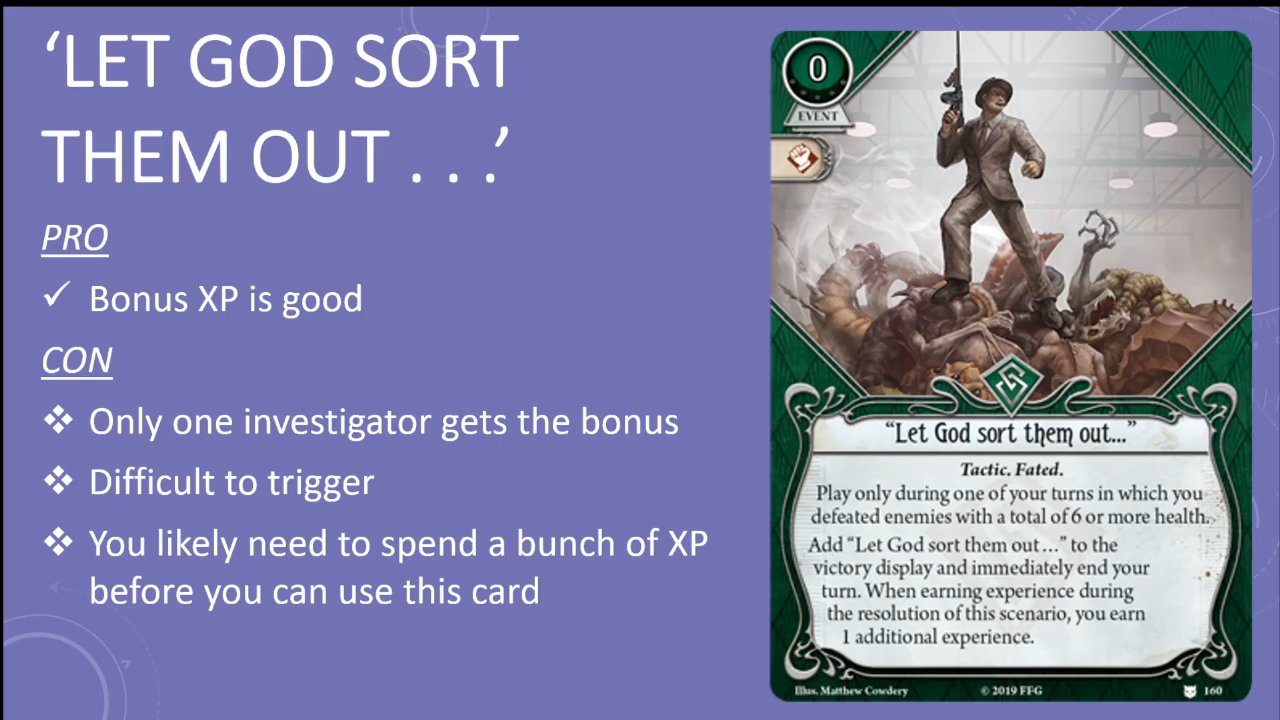 ‘LET GOD SORT
THEM OUT . . .’
PRO
✓ Bonus XP is good
CON
❖ Only one investigator gets the bonus
❖ Difficult to trigger
❖ You likely need to spend a bunch of XP
before you can use this card
0
EVENT
“Let God sort them out...”
Tactic. Fated.
Play only during one of your turns in which you
defeated enemies with a total of 6 or more health.
Add “Let God sort them out...” to the
victory display and immediately end your
turn. When earning experience during
the resolution of this scenario, you earn
1 additional experience.
Illus. Matthew Cowdery © 2019 FFG 160